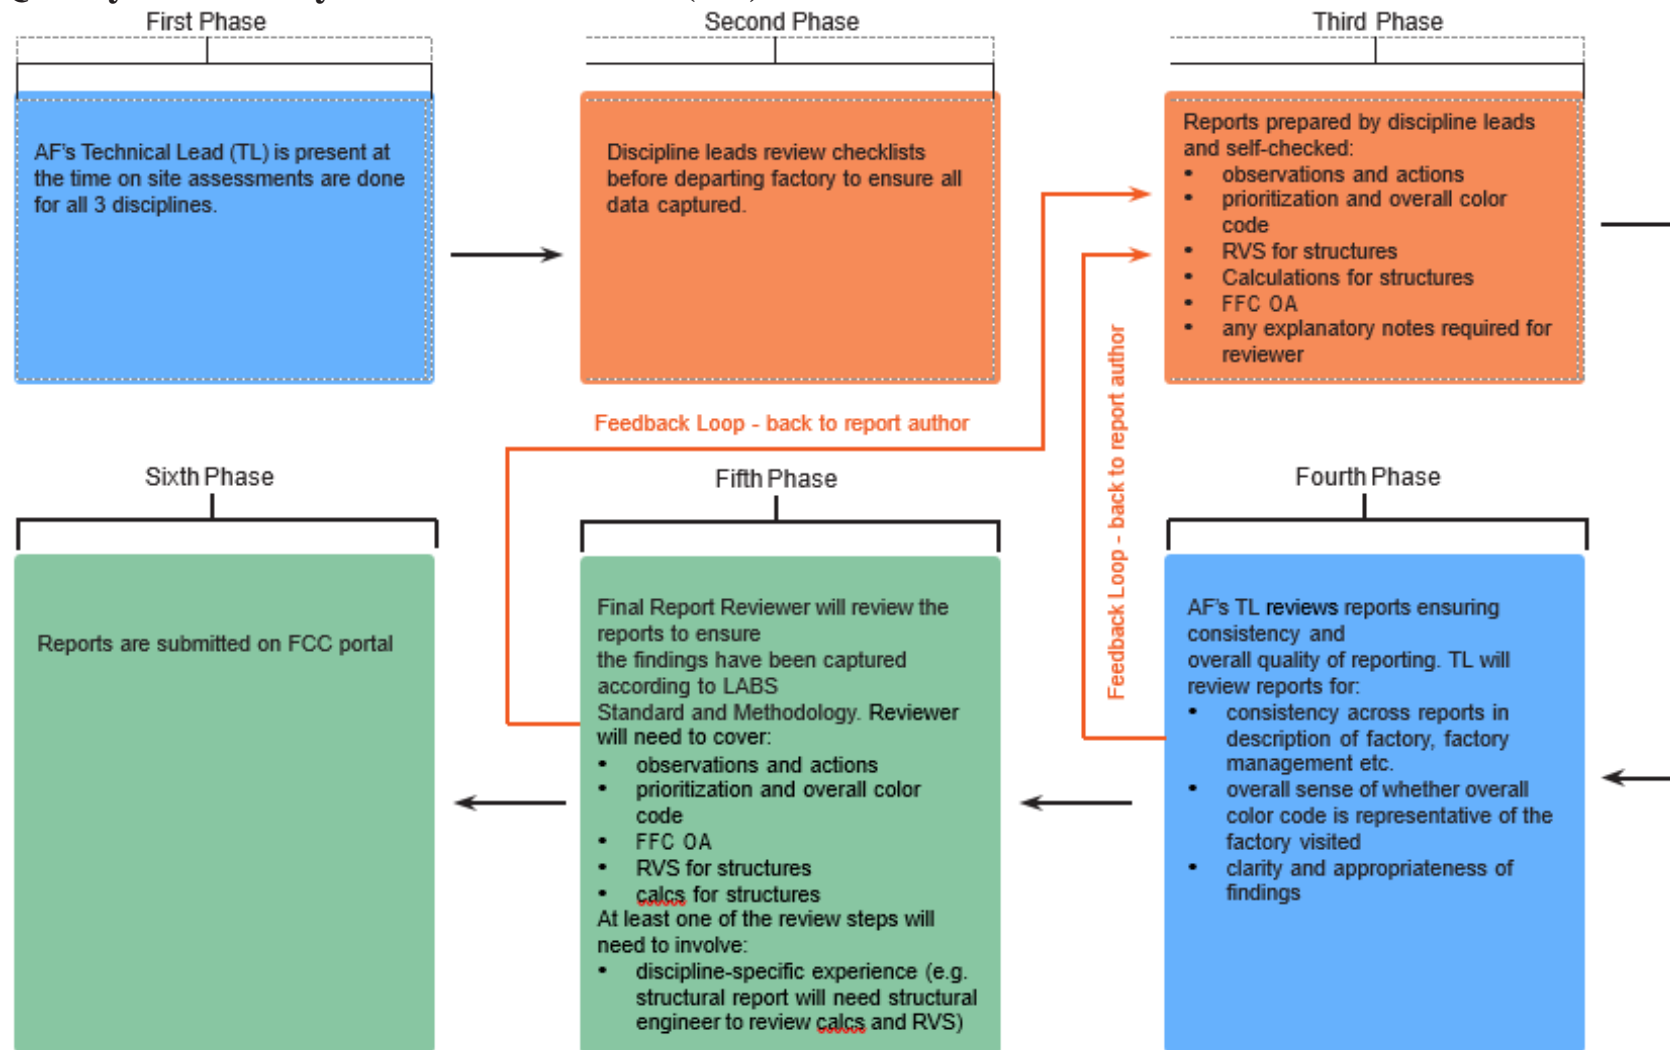 First Phase
AF's Technical Lead (TL) is present at
the time on site assessments are done
for all 3 disciplines.
Second Phase
Discipline leads review checklists
before departing factory to ensure all
data captured.
Third Phase
Reports prepared by discipline leads
and self-checked:
• observations and actions
• prioritization and overall color
code
• RVS for structures
• Calculations for structures
• FFC OA
• any explanatory notes required for
reviewer
Feedback Loop - back to report author
Feedback Loop - back to report author
Fourth Phase
AF's TL reviews reports ensuring
consistency and
overall quality of reporting. TL will
review reports for:
• consistency across reports in
description of factory, factory
management etc.
• overall sense of whether overall
color code is representative of the
factory visited
• clarity and appropriateness of
findings
Fifth Phase
Final Report Reviewer will review the
reports to ensure
the findings have been captured
according to LABS
Standard and Methodology. Reviewer
will need to cover:
• observations and actions
• prioritization and overall color
code
• FFC OA
• RVS for structures
• calcs for structures
At least one of the review steps will
need to involve:
• discipline-specific experience (e.g.
structural report will need structural
engineer to review calcs and RVS)
Sixth Phase
Reports are submitted on FCC portal